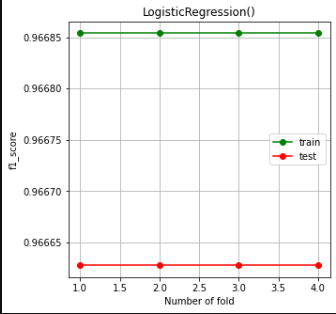 LogisticRegression()
0.96685
0.96680
0.96675
0.96670
0.96665
f1_score
train
test
1.0 1.5 2.0 2.5 3.0 3.5 4.0
Number of fold